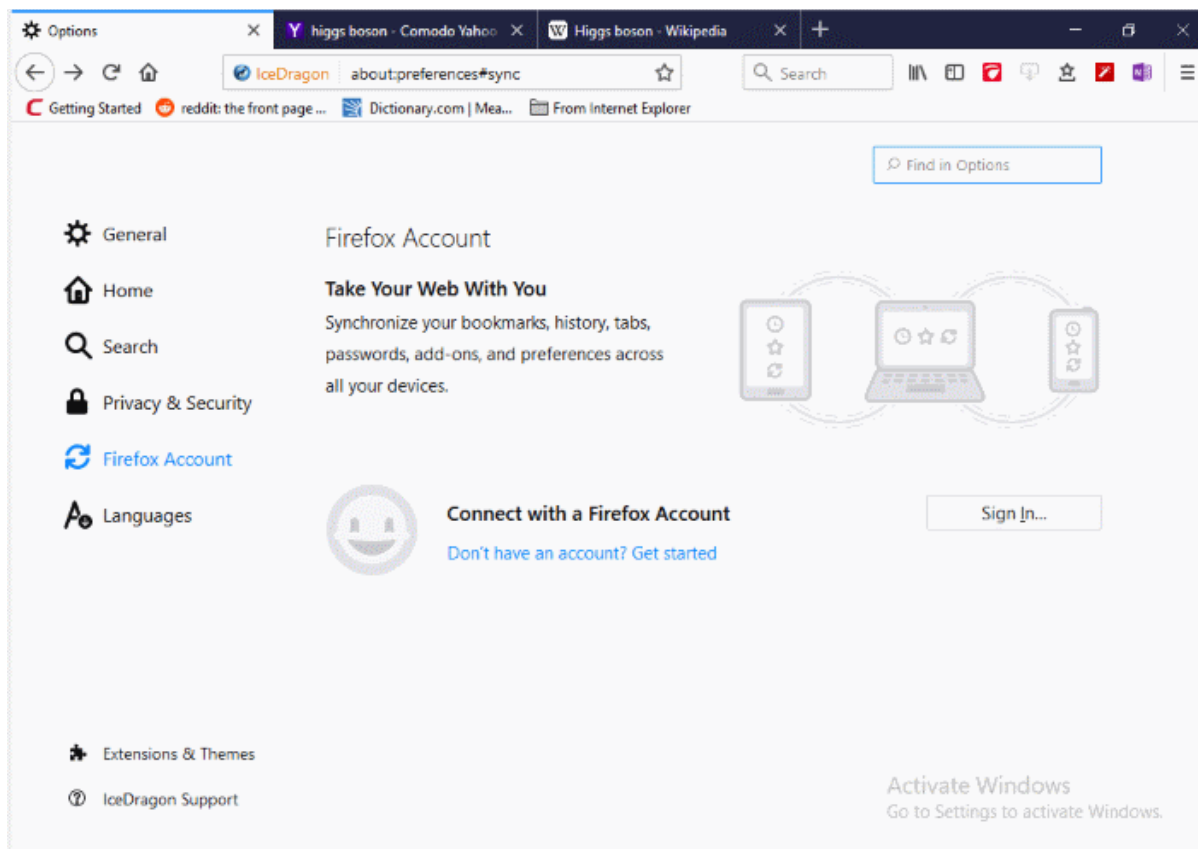 Options
higgs boson - Comodo Yahoo
Higgs boson - Wikipedia
IceDragon about:preferences#sync
Search
Getting Started
reddit: the front page ...
Dictionary.com | Mea...
From Internet Explorer
Find in Options
General
Home
Search
Privacy & Security
Firefox Account
Languages
Firefox Account
Take Your Web With You
Synchronize your bookmarks, history, tabs,
passwords, add-ons, and preferences across
all your devices.
Connect with a Firefox Account
Sign In...
Don't have an account? Get started
Extensions & Themes
IceDragon Support
Activate Windows
Go to Settings to activate Windows.